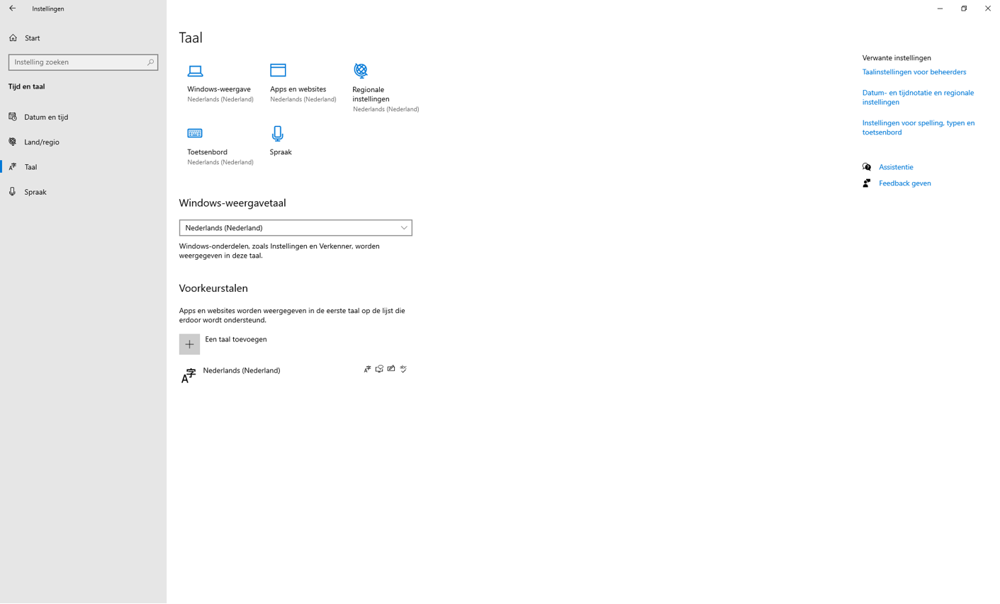 Instellingen
Start
Instelling zoeken
Tijd en taal
Datum en tijd
Land/regio
Taal
Spraak
Taal
Windows-weergave
Nederlands (Nederland)
Apps en websites
Nederlands (Nederland)
Regionale
instellingen
Nederlands (Nederland)
Toetsenbord
Nederlands (Nederland)
Spraak
Windows-weergavetaal
Nederlands (Nederland)
Windows-onderdelen, zoals Instellingen en Verkenner, worden
weergegeven in deze taal.
Voorkeurstalen
Apps en websites worden weergegeven in de eerste taal op de lijst die
erdoor wordt ondersteund.
Een taal toevoegen
Nederlands (Nederland)
Verwante instellingen
Taalinstellingen voor beheerders
Datum- en tijdnotatie en regionale
instellingen
Instellingen voor spelling, typen en
toetsenbord
Assistentie
Feedback geven